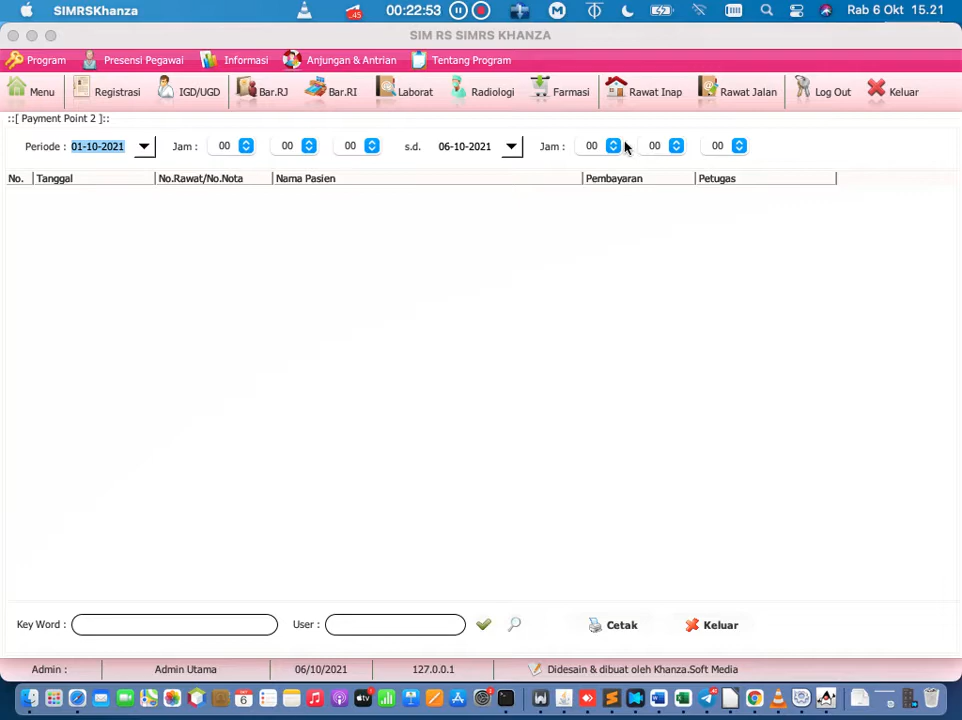 SIMRSKhanza 00:22:53 Rab 6 Okt 15.21
SIM RS SIMRS KHANZA
Program Presensi Pegawai Informasi Anjungan & Antrian Tentang Program
Menu Registrasi IGD/UGD Bar.RJ Bar.RI Laborat Radiologi Farmasi Rawat Inap Rawat Jalan Log Out Keluar
::[ Payment Point 2 ]::
Periode : 01-10-2021 Jam : 00 00 00 s.d. 06-10-2021 Jam : 00 00 00
No. Tanggal No.Rawat/No.Nota Nama Pasien Pembayaran Petugas
Key Word : User : Cetak Keluar
Admin : Admin Utama 06/10/2021 127.0.0.1 Didesain & dibuat oleh Khanza.Soft Media